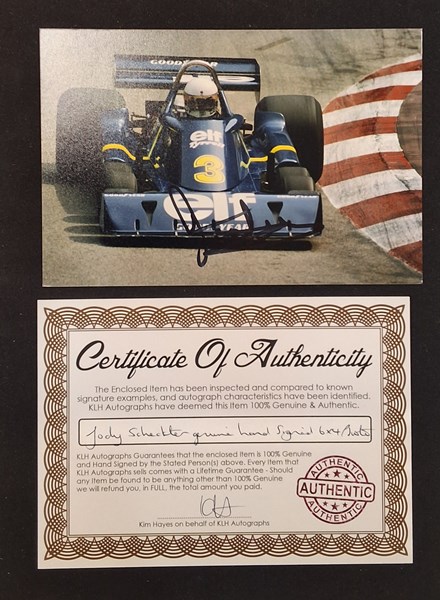 GOODYEAR
elf
3
elf
GOODYEAR
Certificate Of Authenticity
The Enclosed item has been inspected and compared to known
signature examples, and autograph characteristics have been identified.
KLH Autographs have deemed this Item 100% Genuine & Authentic.
Jody Scheckter genuine hand Signed 6x4 photo
KLH Autographs Guarantees that the enclosed item is 100% Genuine
and Hand Signed by the Stated Person(s) above. Every Item that
KLH Autographs sells comes with a Lifetime Guarantee - Should
any item be found to be anything other than 100% Genuine
we will refund you, in FULL, the total amount you paid.
AUTHENTIC
AUTHENTIC
AUTHENTIC
Kim Hayes on behalf of KLH Autographs